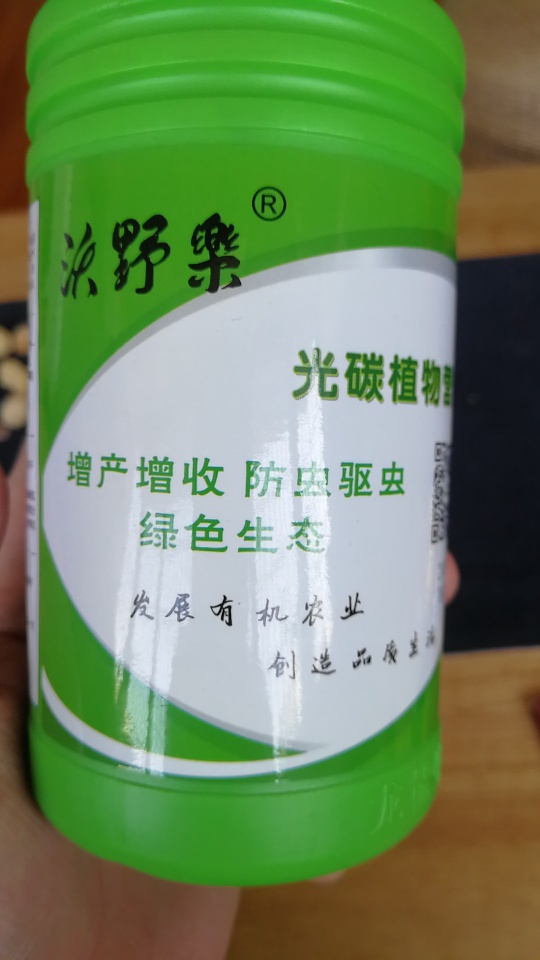 沃野樂®
光碳植物
增产增收 防虫驱虫
绿色生态
发展有机农业
创造品质生活